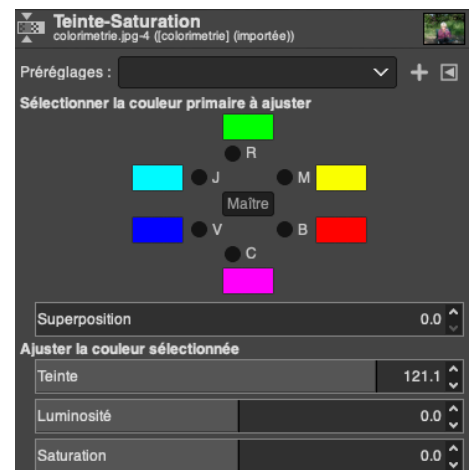 Teinte-Saturation
colorimetrie.jpg-4 ([colorimetrie] (importée))
Préréglages :
Sélectionner la couleur primaire à ajuster
R
J
M
Maître
V
B
C
Superposition 0.0
Ajuster la couleur sélectionnée
Teinte 121.1
Luminosité 0.0
Saturation 0.0